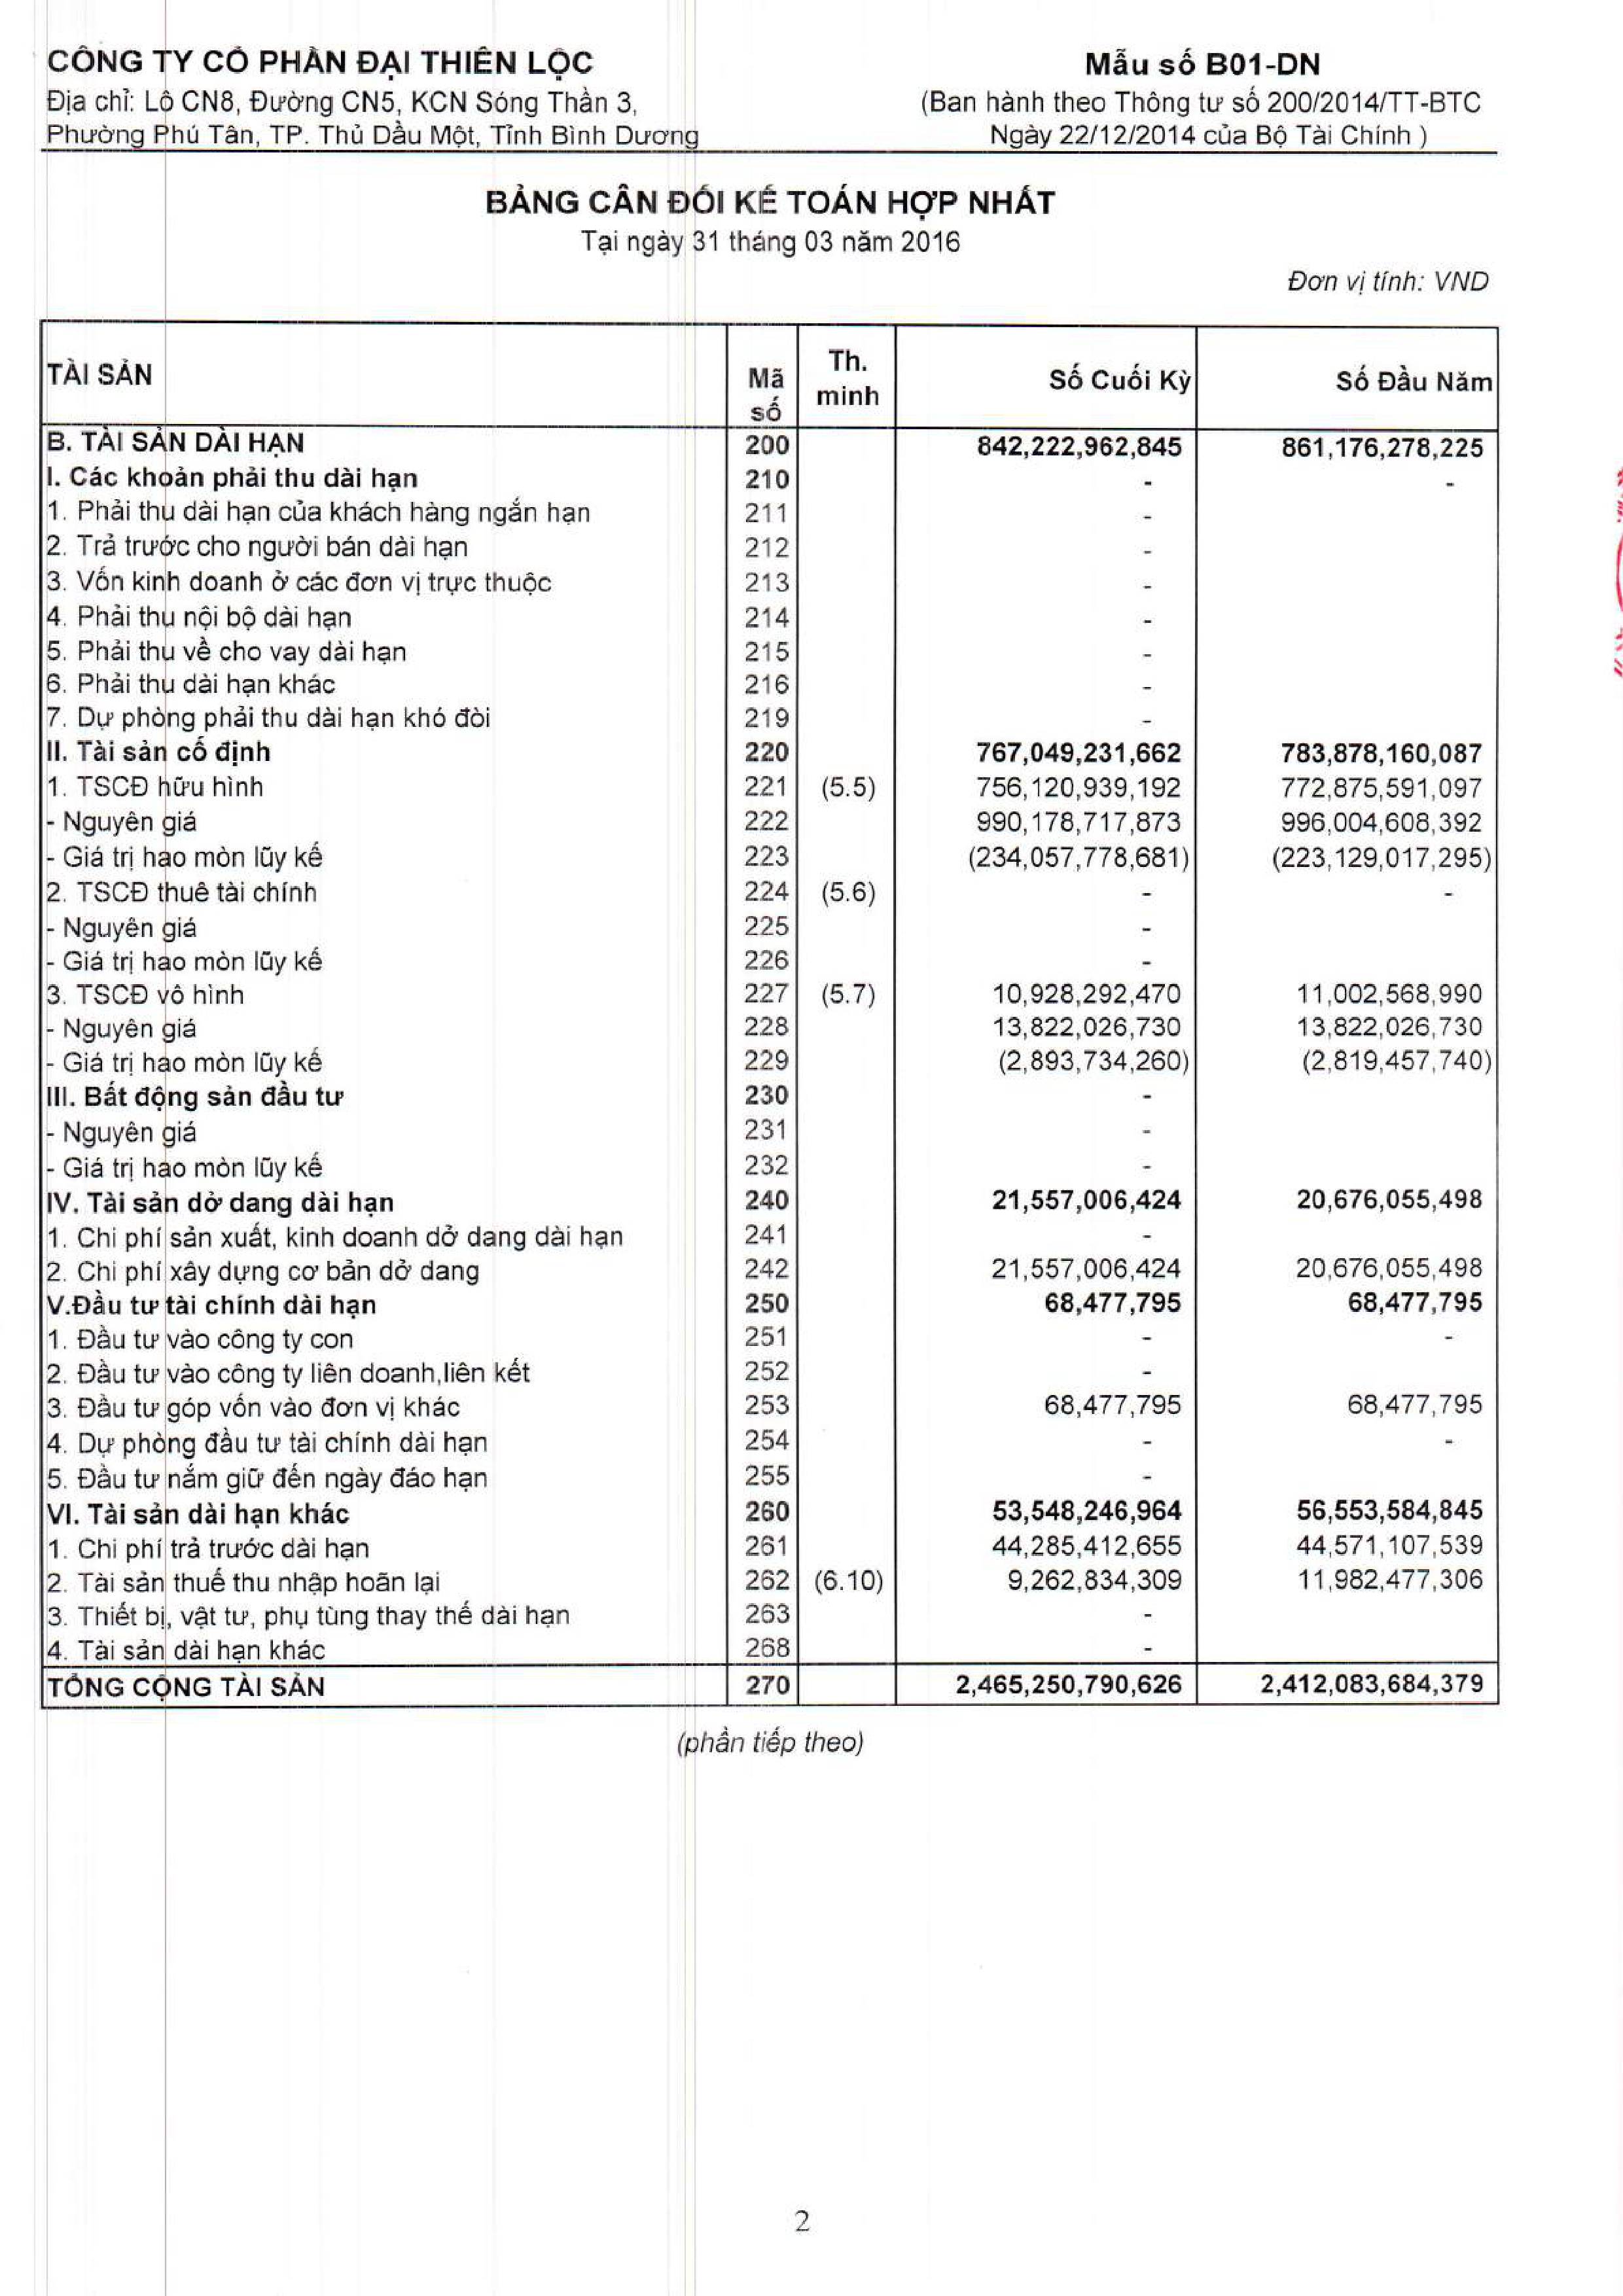 CÔNG TY CỔ PHẦN ĐẠI THIÊN LỘC
Mẫu số B01-DN
Địa chỉ: Lô CN8, Đường CN5, KCN Sóng Thần 3,
(Ban hành theo Thông tư số 200/2014/TT-BTC
Phường Phú Tân, TP. Thủ Dầu Một, Tỉnh Bình Dương
Ngày 22/12/2014 của Bộ Tài Chính )
BẢNG CÂN ĐỐI KẾ TOÁN HỢP NHẤT
Tại ngày 31 tháng 03 năm 2016
Đơn vị tính: VND
TÀI SẢN Mã số Th. minh Số Cuối Kỳ Số Đầu Năm
B. TÀI SẢN DÀI HẠN 200 842,222,962,845 861,176,278,225
I. Các khoản phải thu dài hạn 210 - -
1. Phải thu dài hạn của khách hàng ngắn hạn 211 -
2. Trả trước cho người bán dài hạn 212 -
3. Vốn kinh doanh ở các đơn vị trực thuộc 213 -
4. Phải thu nội bộ dài hạn 214 -
5. Phải thu về cho vay dài hạn 215 -
6. Phải thu dài hạn khác 216 -
7. Dự phòng phải thu dài hạn khó đòi 219 -
II. Tài sản cố định 220 767,049,231,662 783,878,160,087
1. TSCĐ hữu hình 221 (5.5) 756,120,939,192 772,875,591,097
- Nguyên giá 222 990,178,717,873 996,004,608,392
- Giá trị hao mòn lũy kế 223 (234,057,778,681) (223,129,017,295)
2. TSCĐ thuê tài chính 224 (5.6) - -
- Nguyên giá 225 -
- Giá trị hao mòn lũy kế 226 -
3. TSCĐ vô hình 227 (5.7) 10,928,292,470 11,002,568,990
- Nguyên giá 228 13,822,026,730 13,822,026,730
- Giá trị hao mòn lũy kế 229 (2,893,734,260) (2,819,457,740)
III. Bất động sản đầu tư 230 -
- Nguyên giá 231 -
- Giá trị hao mòn lũy kế 232 -
IV. Tài sản dở dang dài hạn 240 21,557,006,424 20,676,055,498
1. Chi phí sản xuất, kinh doanh dở dang dài hạn 241 -
2. Chi phí xây dựng cơ bản dở dang 242 21,557,006,424 20,676,055,498
V.Đầu tư tài chính dài hạn 250 68,477,795 68,477,795
1. Đầu tư vào công ty con 251 - -
2. Đầu tư vào công ty liên doanh,liên kết 252 -
3. Đầu tư góp vốn vào đơn vị khác 253 68,477,795 68,477,795
4. Dự phòng đầu tư tài chính dài hạn 254 - -
5. Đầu tư nắm giữ đến ngày đáo hạn 255 -
VI. Tài sản dài hạn khác 260 53,548,246,964 56,553,584,845
1. Chi phí trả trước dài hạn 261 44,285,412,655 44,571,107,539
2. Tài sản thuế thu nhập hoãn lại 262 (6.10) 9,262,834,309 11,982,477,306
3. Thiết bị, vật tư, phụ tùng thay thế dài hạn 263 -
4. Tài sản dài hạn khác 268 -
TỔNG CỘNG TÀI SẢN 270 2,465,250,790,626 2,412,083,684,379
(phần tiếp theo)
2